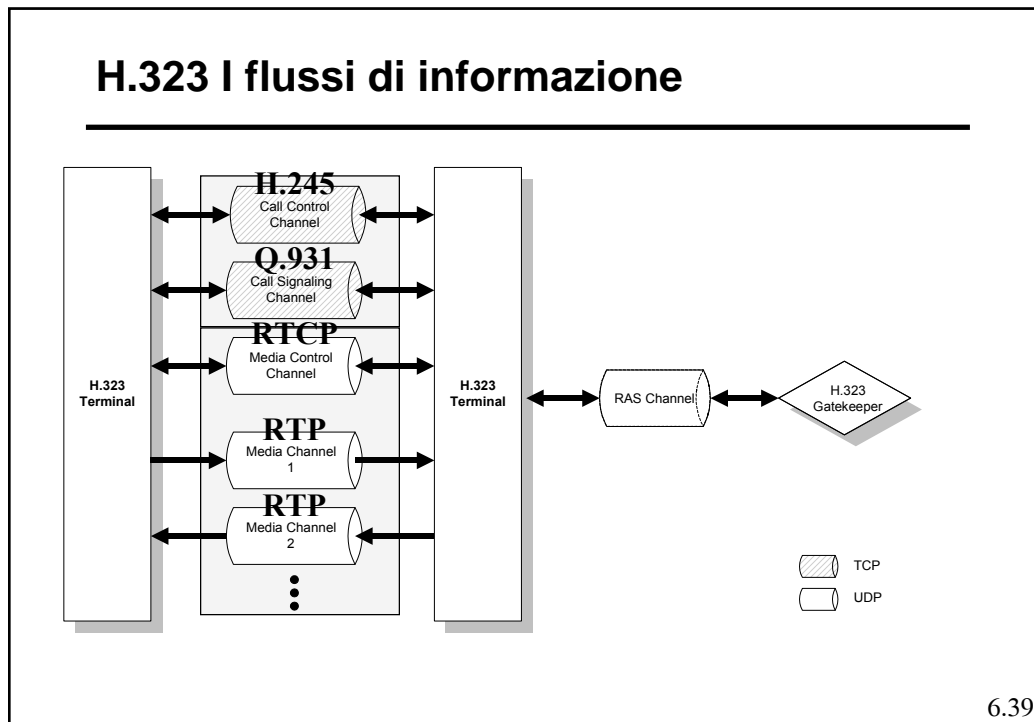 H.323 I flussi di informazione
H.245
Call Control
Channel
Q.931
Call Signaling
Channel
RTCP
Media Control
Channel
H.323
Terminal
H.323
Terminal
RAS Channel
H.323
Gatekeeper
RTP
Media Channel
1
RTP
Media Channel
2
TCP
UDP
6.39